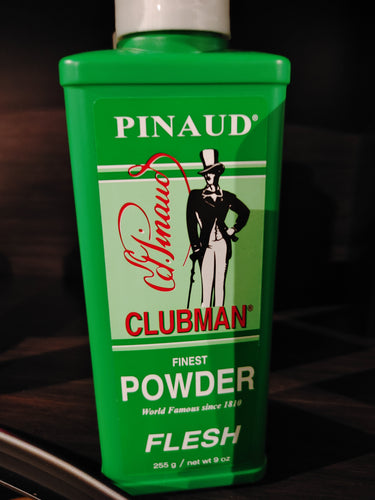 PINAUD®
Ed. Pinaud
CLUBMAN®
FINEST
POWDER
World Famous since 1810
FLESH
255 g / net wt 9 oz